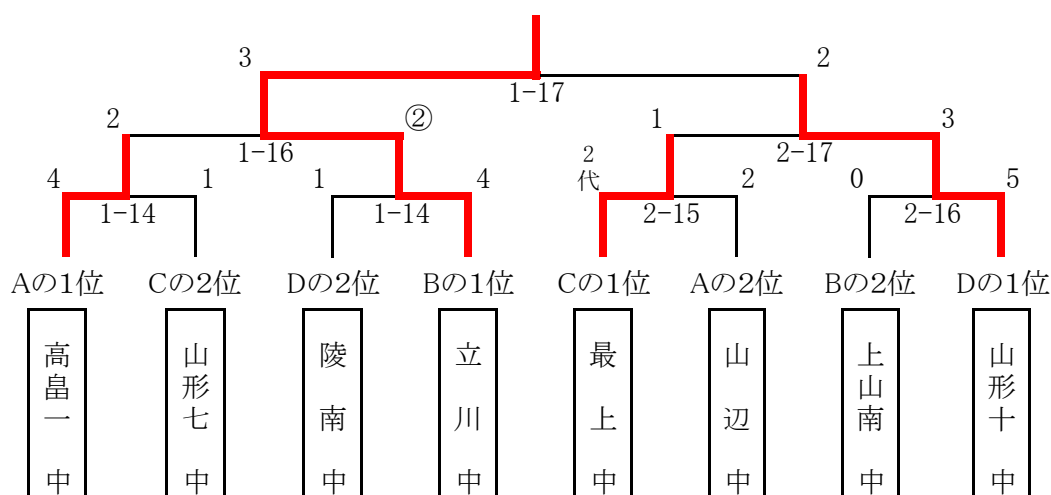 3 2
1-17
2 ② 1 3
1-16 2-17
4 1 1 4 2代 2 0 5
1-14 1-14 2-15 2-16
Aの1位 Cの2位 Dの2位 Bの1位 Cの1位 Aの2位 Bの2位 Dの1位
高畠一中
山形七中
陵南中
立川中
最上中
山辺中
上山南中
山形十中